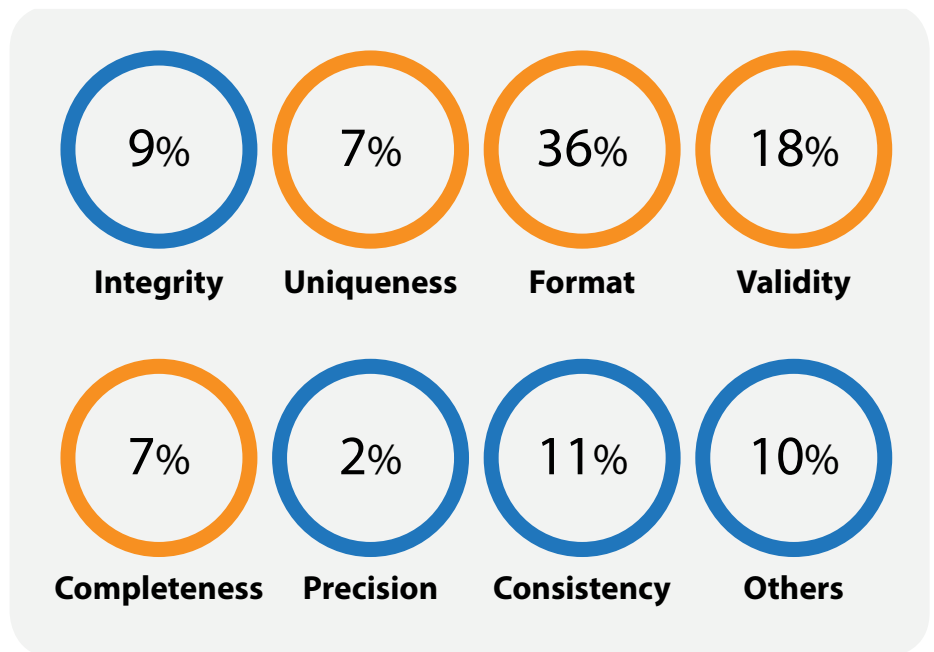 9% 7% 36% 18%
Integrity Uniqueness Format Validity
7% 2% 11% 10%
Completeness Precision Consistency Others